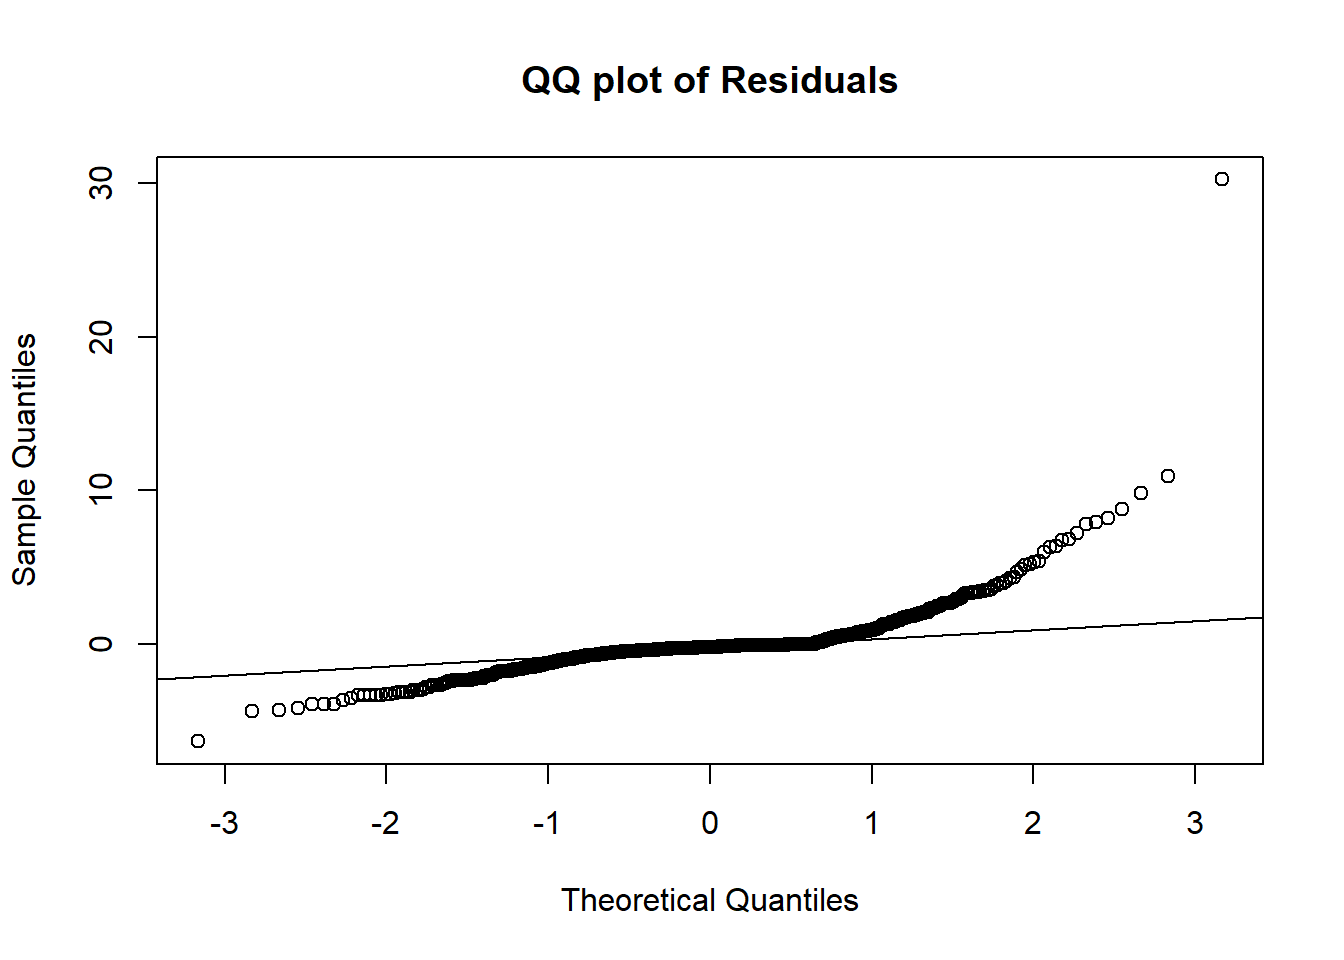 QQ plot of Residuals
Sample Quantiles
30
20
10
0
-3 -2 -1 0 1 2 3
Theoretical Quantiles